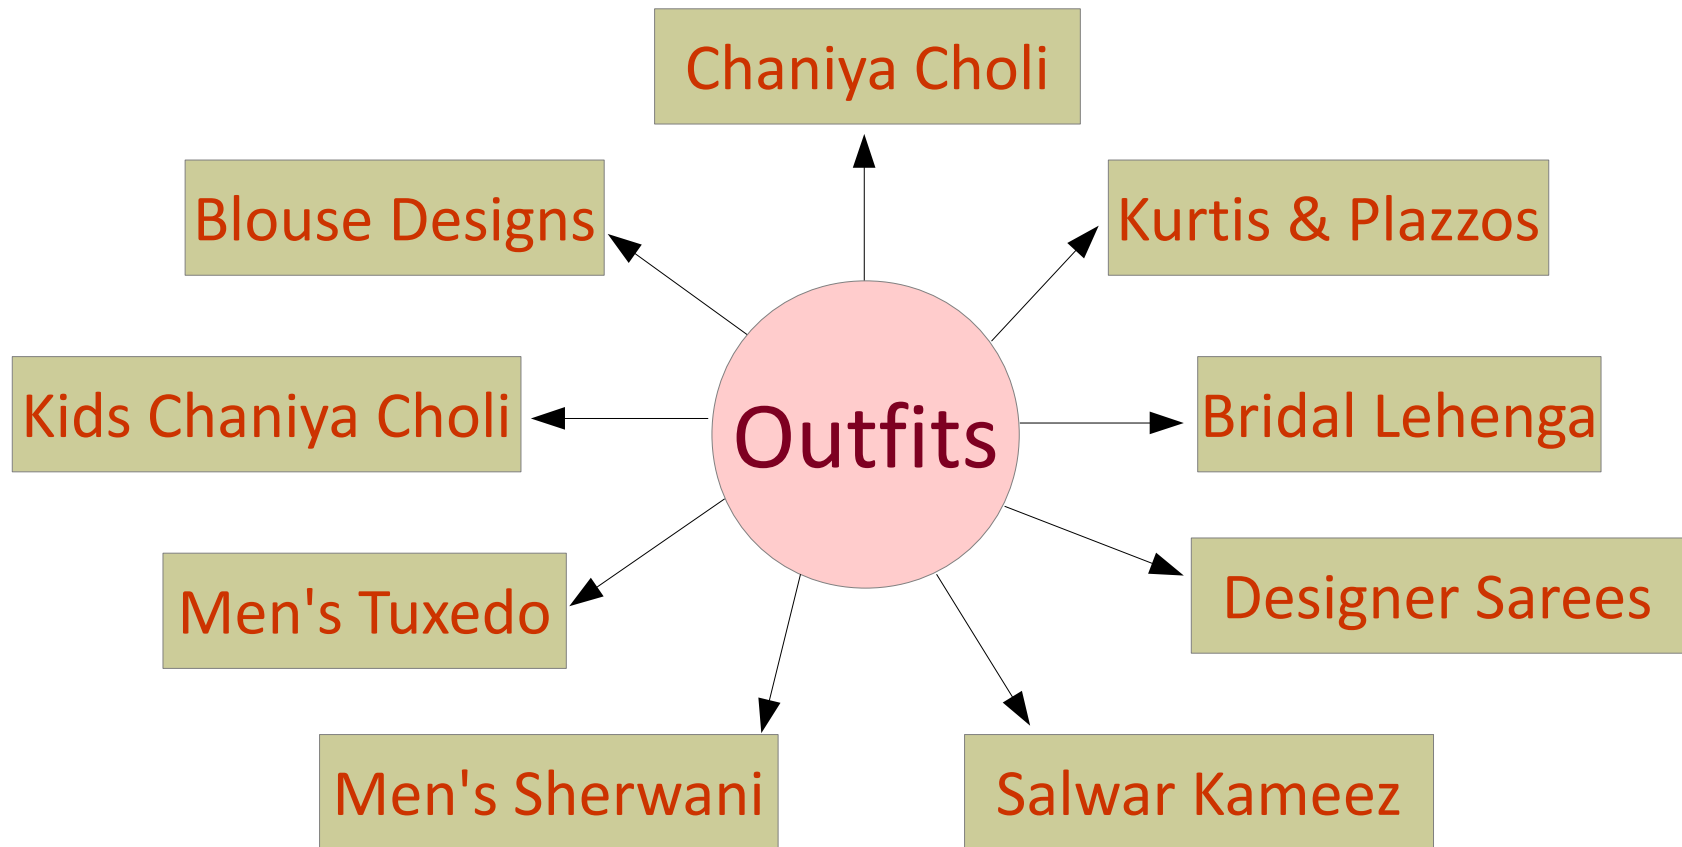 Chaniya Choli
Blouse Designs
Kurtis & Plazzos
Kids Chaniya Choli
Outfits
Bridal Lehenga
Men's Tuxedo
Designer Sarees
Men's Sherwani
Salwar Kameez